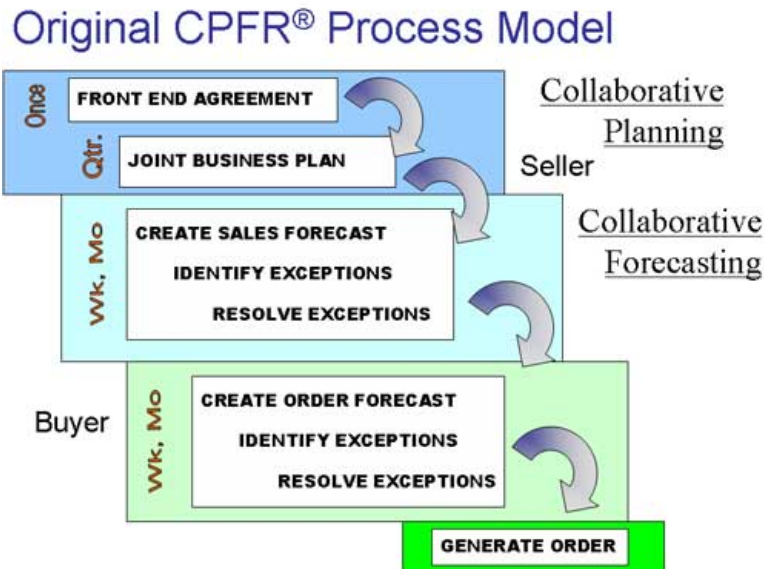 Original CPFR® Process Model
Once
FRONT END AGREEMENT
Collaborative
Planning
Qtr.
JOINT BUSINESS PLAN
Seller
Wk, Mo
CREATE SALES FORECAST
IDENTIFY EXCEPTIONS
RESOLVE EXCEPTIONS
Collaborative
Forecasting
Buyer
Wk, Mo
CREATE ORDER FORECAST
IDENTIFY EXCEPTIONS
RESOLVE EXCEPTIONS
GENERATE ORDER